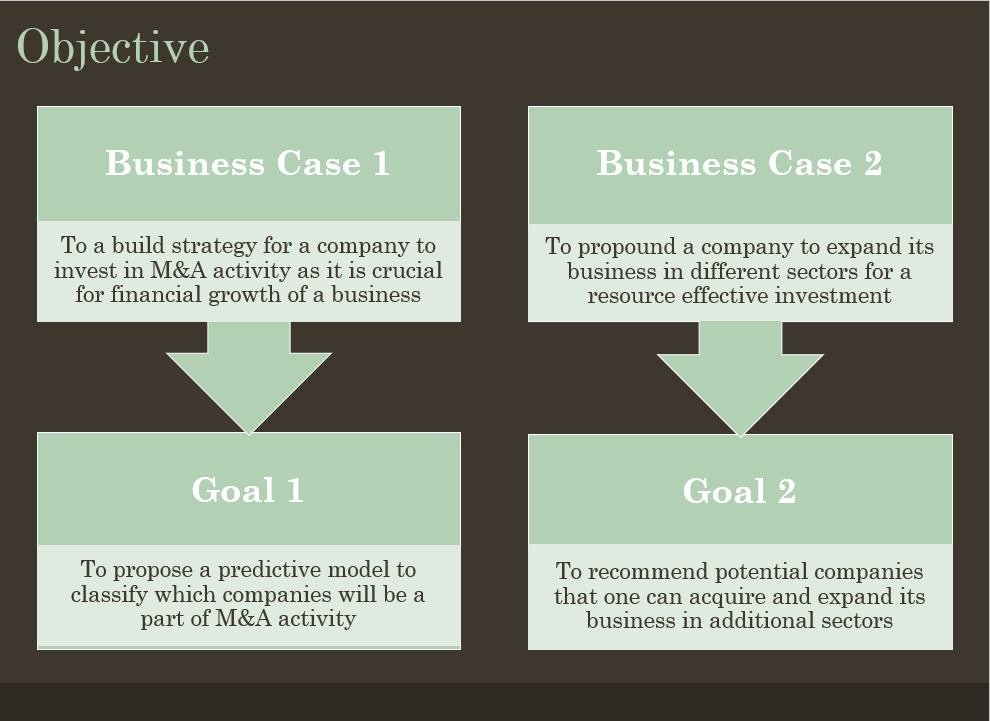 Objective
Business Case 1
To a build strategy for a company to
invest in M&A activity as it is crucial
for financial growth of a business
Goal 1
To propose a predictive model to
classify which companies will be a
part of M&A activity
Business Case 2
To propound a company to expand its
business in different sectors for a
resource effective investment
Goal 2
To recommend potential companies
that one can acquire and expand its
business in additional sectors